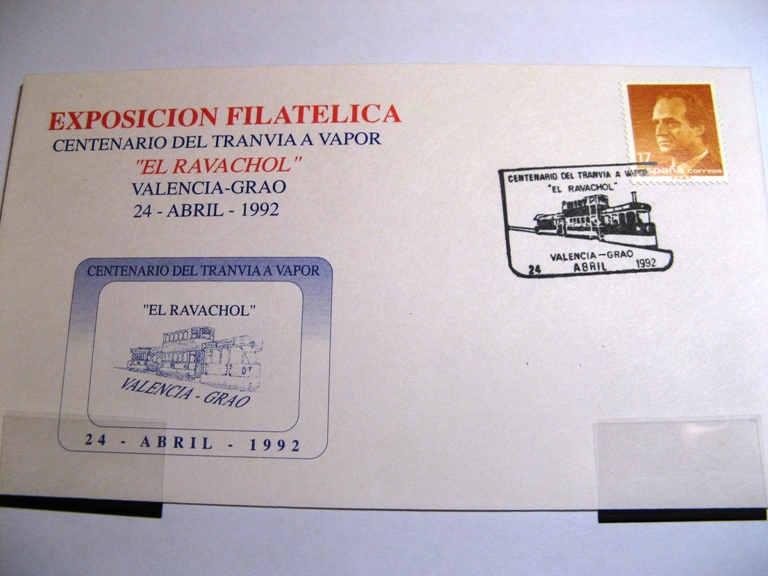 EXPOSICION FILATELICA
CENTENARIO DEL TRANVIA A VAPOR
"EL RAVACHOL"
VALENCIA-GRAO
24 - ABRIL - 1992
17
España correos
CENTENARIO DEL TRANVIA A VAPOR
"EL RAVACHOL"
VALENCIA-GRAO
24 ABRIL 1992
CENTENARIO DEL TRANVIA A VAPOR
"EL RAVACHOL"
VALENCIA - GRAO
24 - ABRIL - 1992